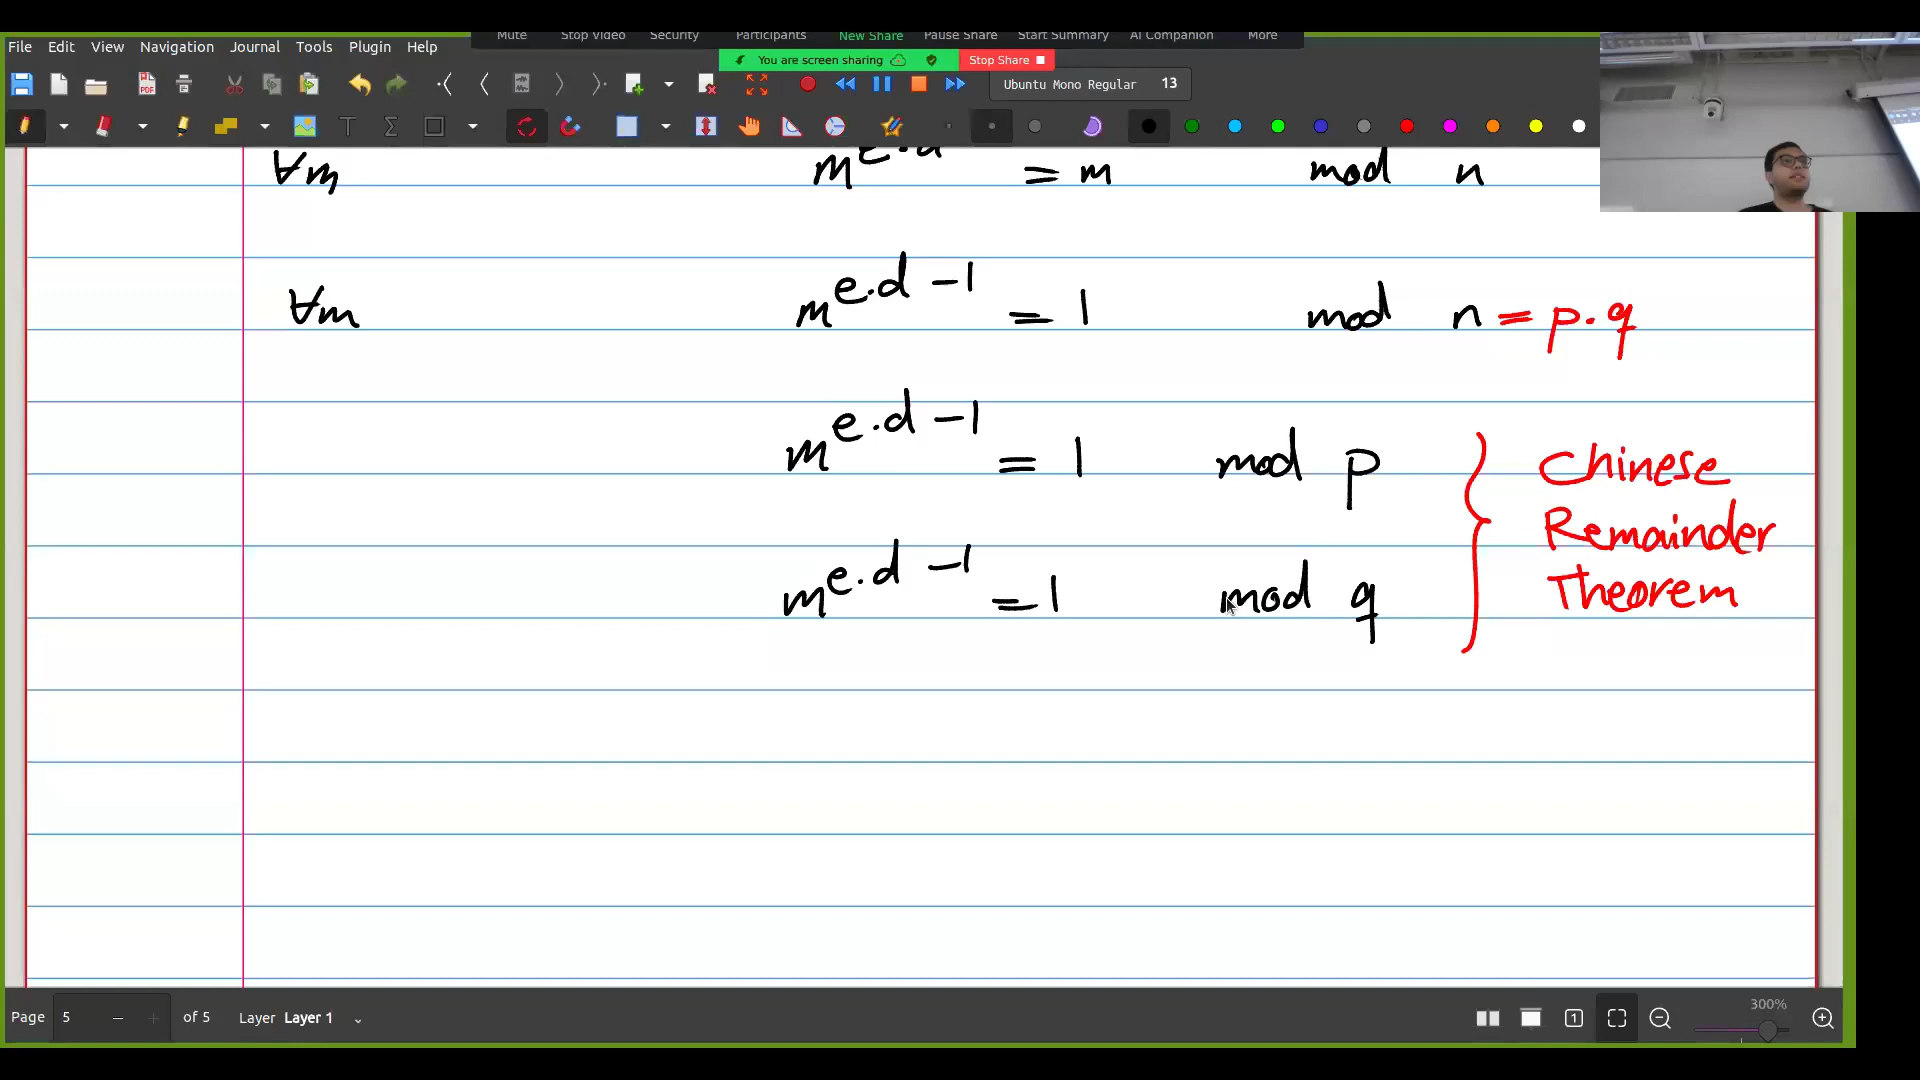 Mute Stop Video Security Participants New Share Pause Share Start Summary AI Companion More
File Edit View Navigation Journal Tools Plugin Help
You are screen sharing Stop Share
Ubuntu Mono Regular 13
∀m m^{e.d} = m mod n
∀m m^{e.d -1} = 1 mod n = p.q
m^{e.d -1} = 1 mod p
m^{e.d -1} = 1 mod q
Chinese
Remainder
Theorem
Page 5 of 5 Layer Layer 1 300%